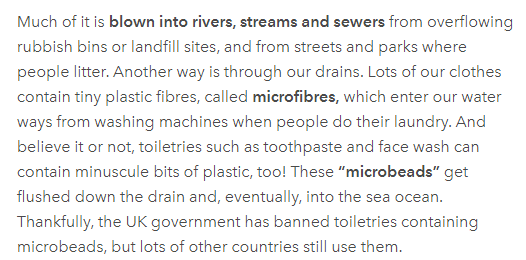 Much of it is blown into rivers, streams and sewers from overflowing
rubbish bins or landfill sites, and from streets and parks where
people litter. Another way is through our drains. Lots of our clothes
contain tiny plastic fibres, called microfibres, which enter our water
ways from washing machines when people do their laundry. And
believe it or not, toiletries such as toothpaste and face wash can
contain minuscule bits of plastic, too! These “microbeads” get
flushed down the drain and, eventually, into the sea ocean.
Thankfully, the UK government has banned toiletries containing
microbeads, but lots of other countries still use them.